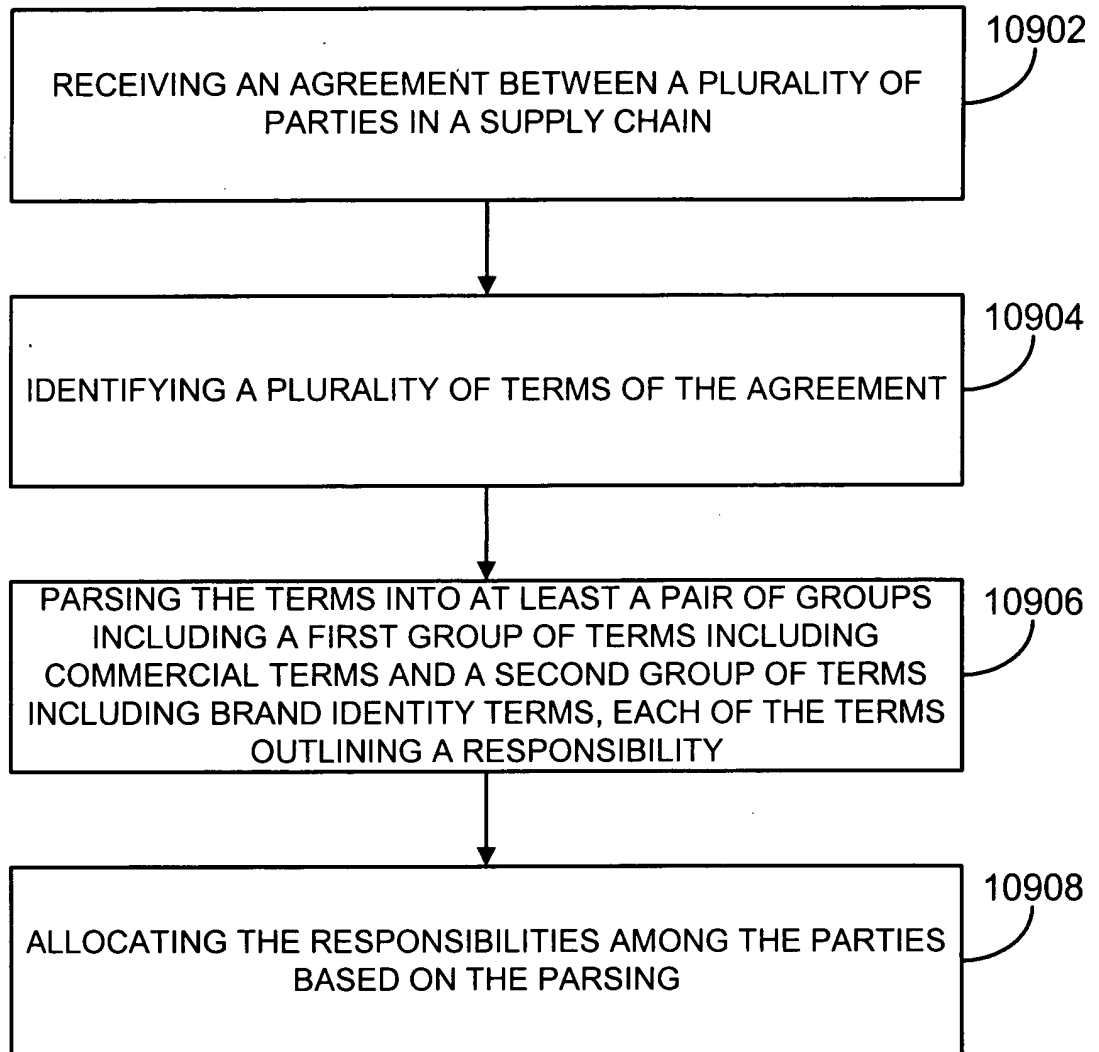 10902
RECEIVING AN AGREEMENT BETWEEN A PLURALITY OF
PARTIES IN A SUPPLY CHAIN
10904
IDENTIFYING A PLURALITY OF TERMS OF THE AGREEMENT
10906
PARSING THE TERMS INTO AT LEAST A PAIR OF GROUPS
INCLUDING A FIRST GROUP OF TERMS INCLUDING
COMMERCIAL TERMS AND A SECOND GROUP OF TERMS
INCLUDING BRAND IDENTITY TERMS, EACH OF THE TERMS
OUTLINING A RESPONSIBILITY
10908
ALLOCATING THE RESPONSIBILITIES AMONG THE PARTIES
BASED ON THE PARSING